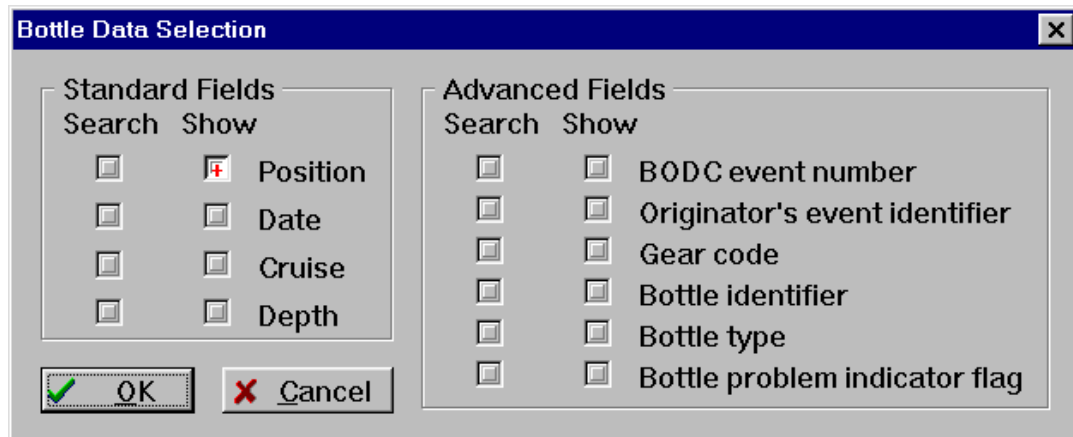 Bottle Data Selection
Standard Fields
Search Show
Position
Date
Cruise
Depth
OK
Cancel
Advanced Fields
Search Show
BODC event number
Originator's event identifier
Gear code
Bottle identifier
Bottle type
Bottle problem indicator flag